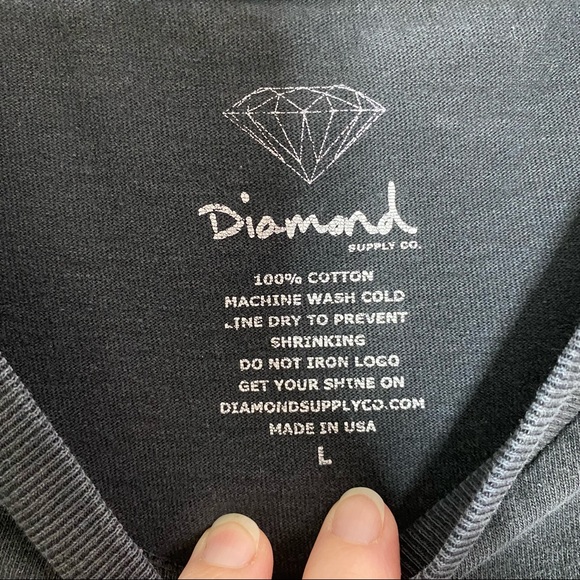 Diamond
SUPPLY CO.
100% COTTON
MACHINE WASH COLD
LINE DRY TO PREVENT
SHRINKING
DO NOT IRON LOGO
GET YOUR SHINE ON
DIAMONDSUPPLYCO.COM
MADE IN USA
L